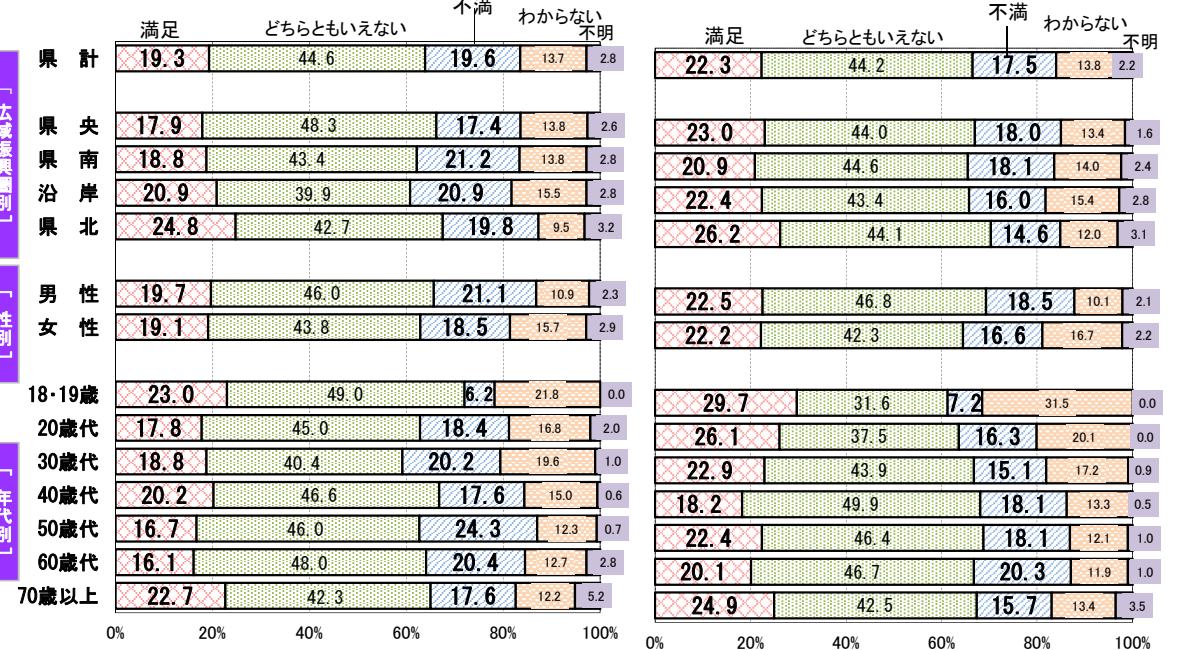 満足 どちらともいえない 不満 わからない 不明
県 計 19.3 44.6 19.6 13.7 2.8
県 央 17.9 48.3 17.4 13.8 2.6
県 南 18.8 43.4 21.2 13.8 2.8
沿 岸 20.9 39.9 20.9 15.5 2.8
県 北 24.8 42.7 19.8 9.5 3.2
男 性 19.7 46.0 21.1 10.9 2.3
女 性 19.1 43.8 18.5 15.7 2.9
18・19歳 23.0 49.0 6.2 21.8 0.0
20歳代 17.8 45.0 18.4 16.8 2.0
30歳代 18.8 40.4 20.2 19.6 1.0
40歳代 20.2 46.6 17.6 15.0 0.6
50歳代 16.7 46.0 24.3 12.3 0.7
60歳代 16.1 48.0 20.4 12.7 2.8
70歳以上 22.7 42.3 17.6 12.2 5.2
0% 20% 40% 60% 80% 100%
「広域振興圏別」
「性別」
「年代別」
満足 どちらともいえない 不満 わからない 不明
22.3 44.2 17.5 13.8 2.2
23.0 44.0 18.0 13.4 1.6
20.9 44.6 18.1 14.0 2.4
22.4 43.4 16.0 15.4 2.8
26.2 44.1 14.6 12.0 3.1
22.5 46.8 18.5 10.1 2.1
22.2 42.3 16.6 16.7 2.2
29.7 31.6 7.2 31.5 0.0
26.1 37.5 16.3 20.1 0.0
22.9 43.9 15.1 17.2 0.9
18.2 49.9 18.1 13.3 0.5
22.4 46.4 18.1 12.1 1.0
20.1 46.7 20.3 11.9 1.0
24.9 42.5 15.7 13.4 3.5
0% 20% 40% 60% 80% 100%